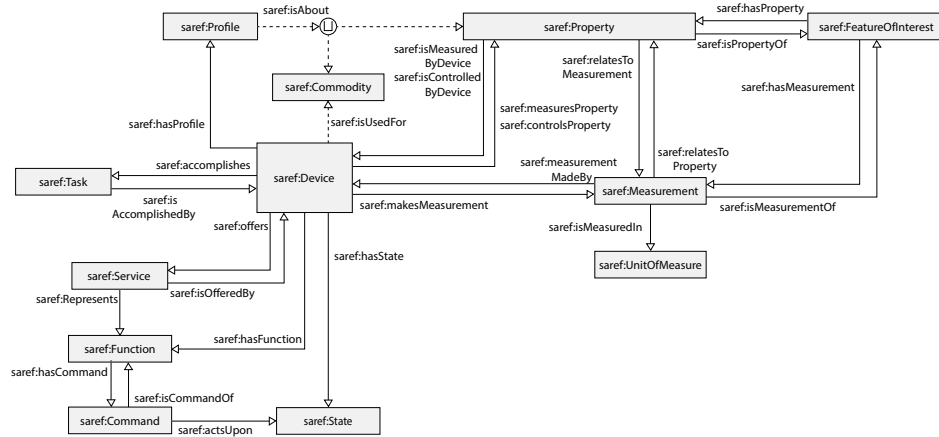 saref:isAbout
saref:Profile
saref:Property
saref:hasProperty
saref:FeatureOfInterest
saref:isPropertyOf
saref:isMeasured
ByDevice
saref:isControlled
ByDevice
saref:relatesTo
Measurement
saref:Commodity
saref:hasMeasurement
saref:measuresProperty
saref:controlsProperty
saref:hasProfile
saref:isUsedFor
saref:relatesTo
Property
saref:accomplishes
saref:measurement
MadeBy
saref:Task
saref:Device
saref:Measurement
saref:is
AccomplishedBy
saref:makesMeasurement
saref:isMeasurementOf
saref:offers
saref:isMeasuredIn
saref:hasState
saref:UnitOfMeasure
saref:Service
saref:isOfferedBy
saref:Represents
saref:hasFunction
saref:Function
saref:hasCommand
saref:isCommandOf
saref:Command
saref:State
saref:actsUpon